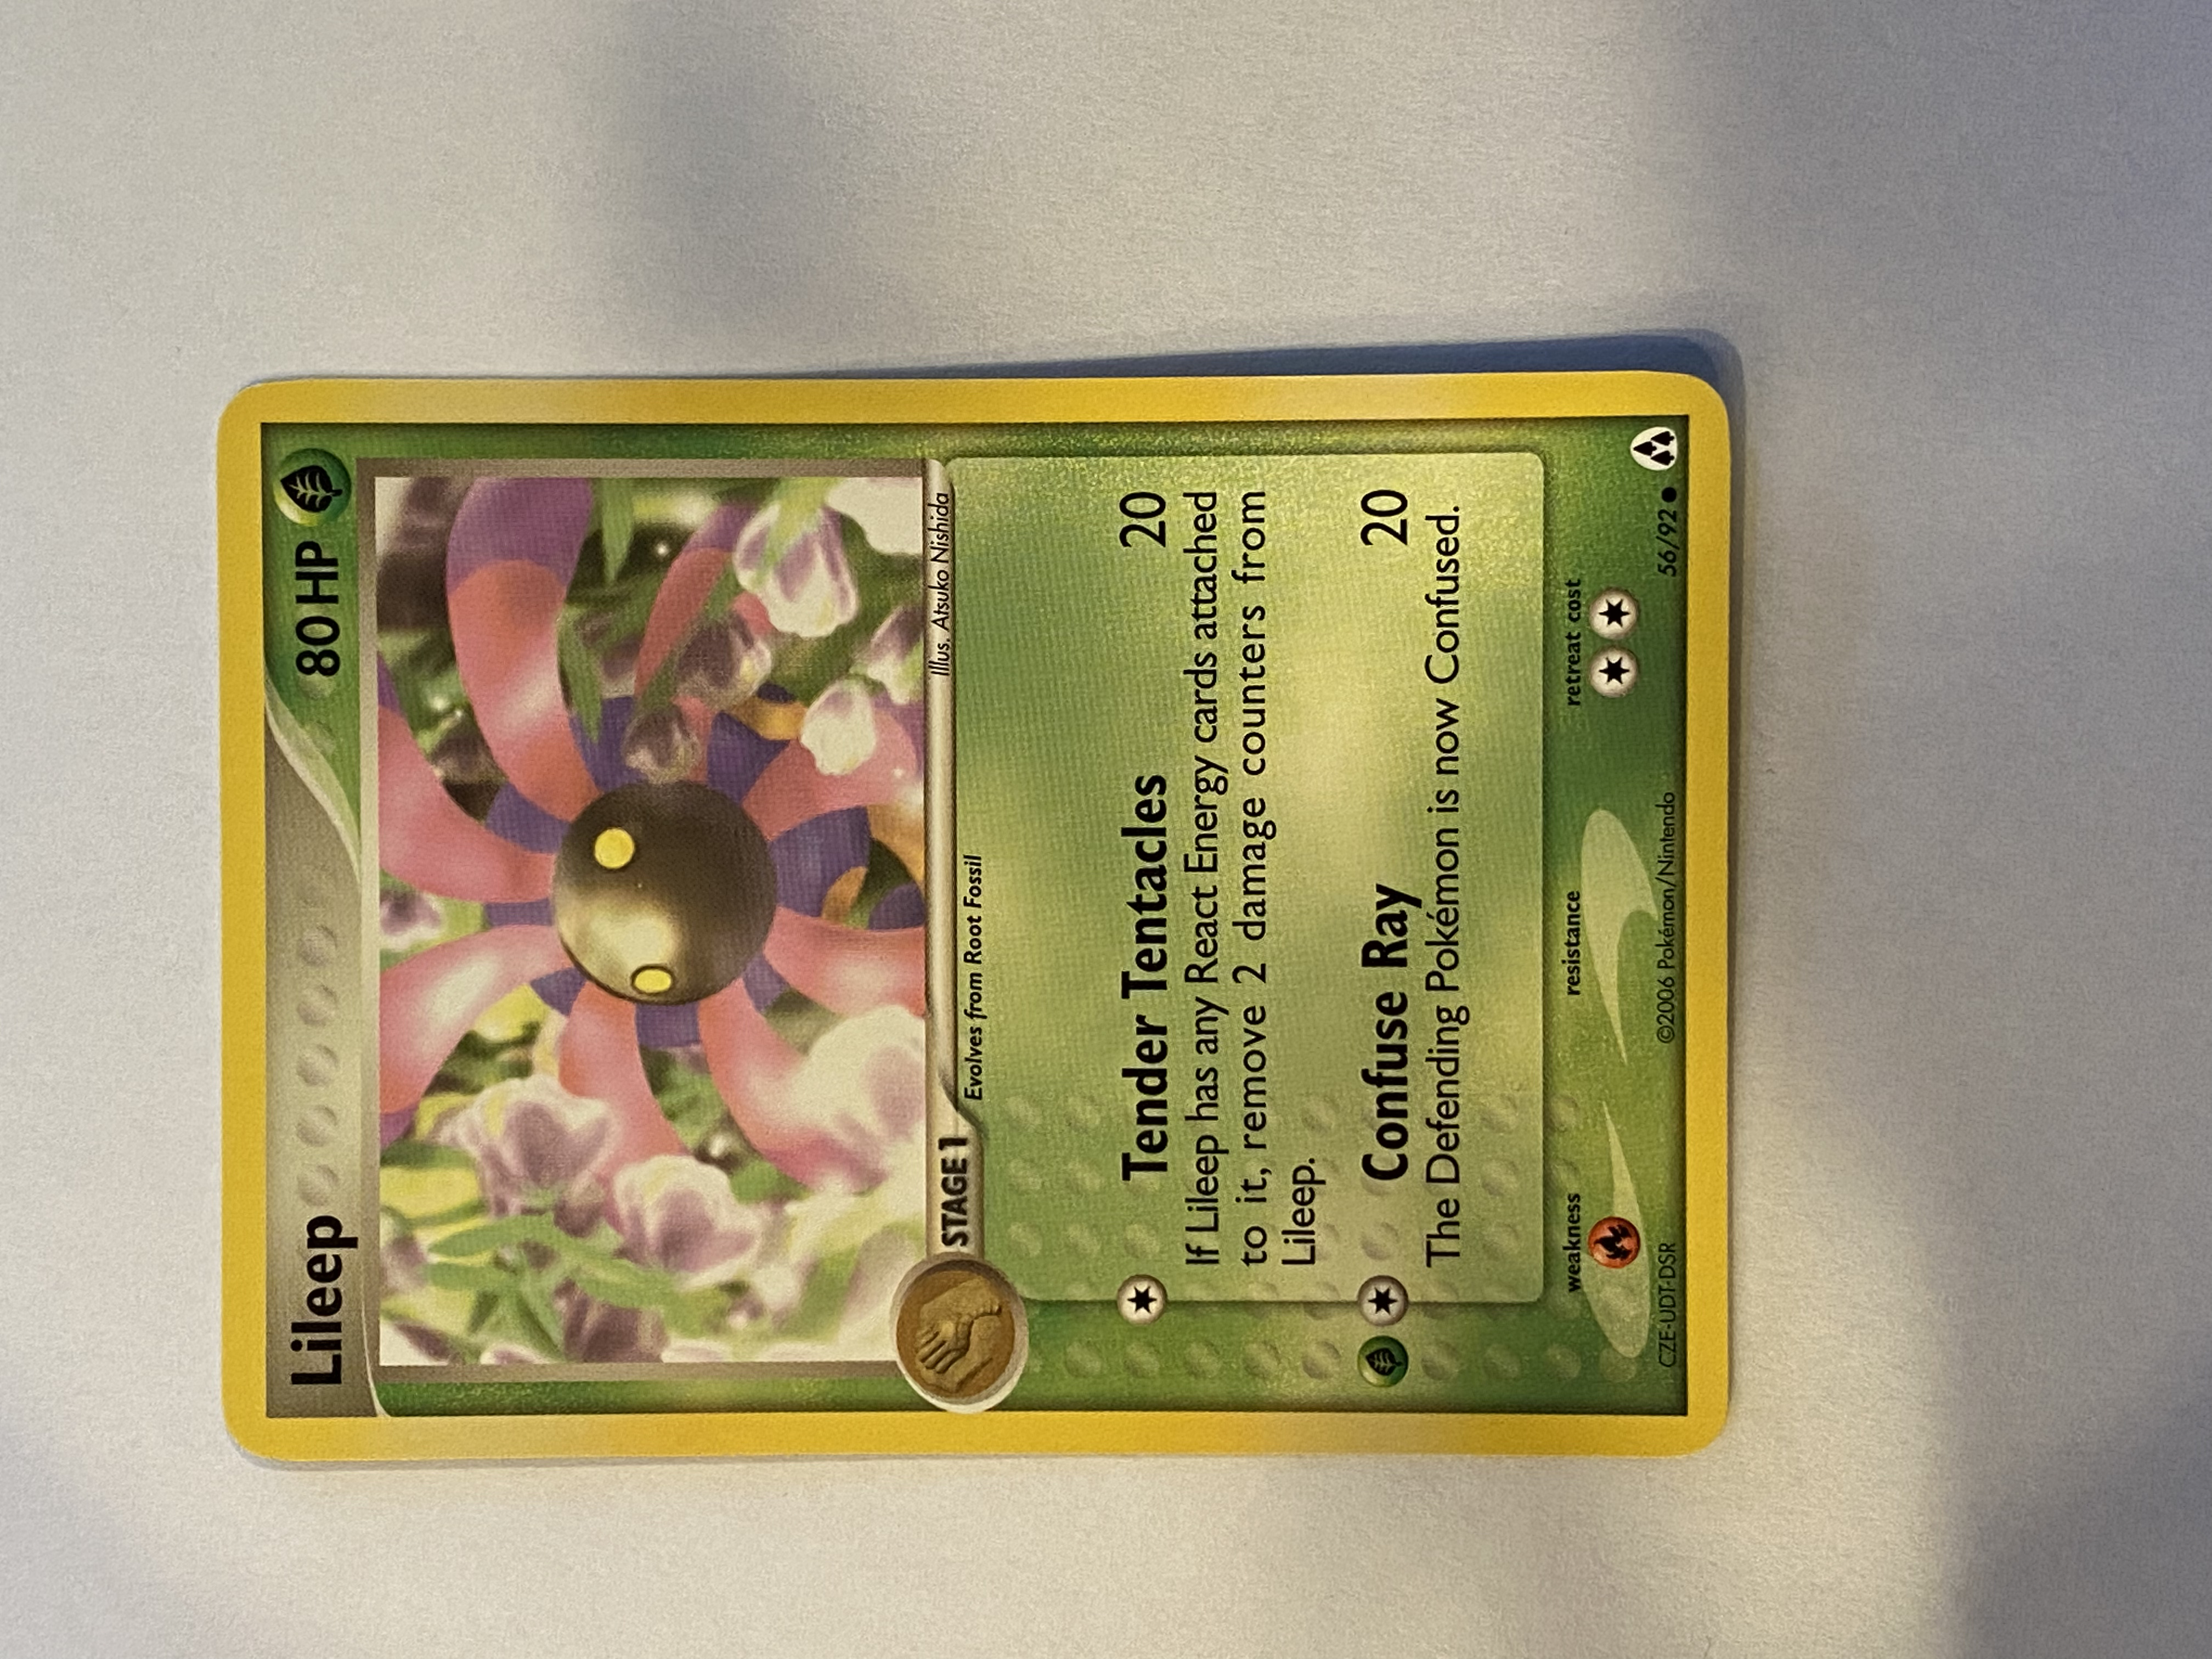 Lileep 80 HP
Illus. Atsuko Nishida
STAGE 1
Evolves from Root Fossil
Tender Tentacles 20
If Lileep has any React Energy cards attached
to it, remove 2 damage counters from
Lileep.
Confuse Ray 20
The Defending Pokémon is now Confused.
weakness resistance retreat cost
CZE-UDT-DSR ©2006 Pokémon/Nintendo 56/92